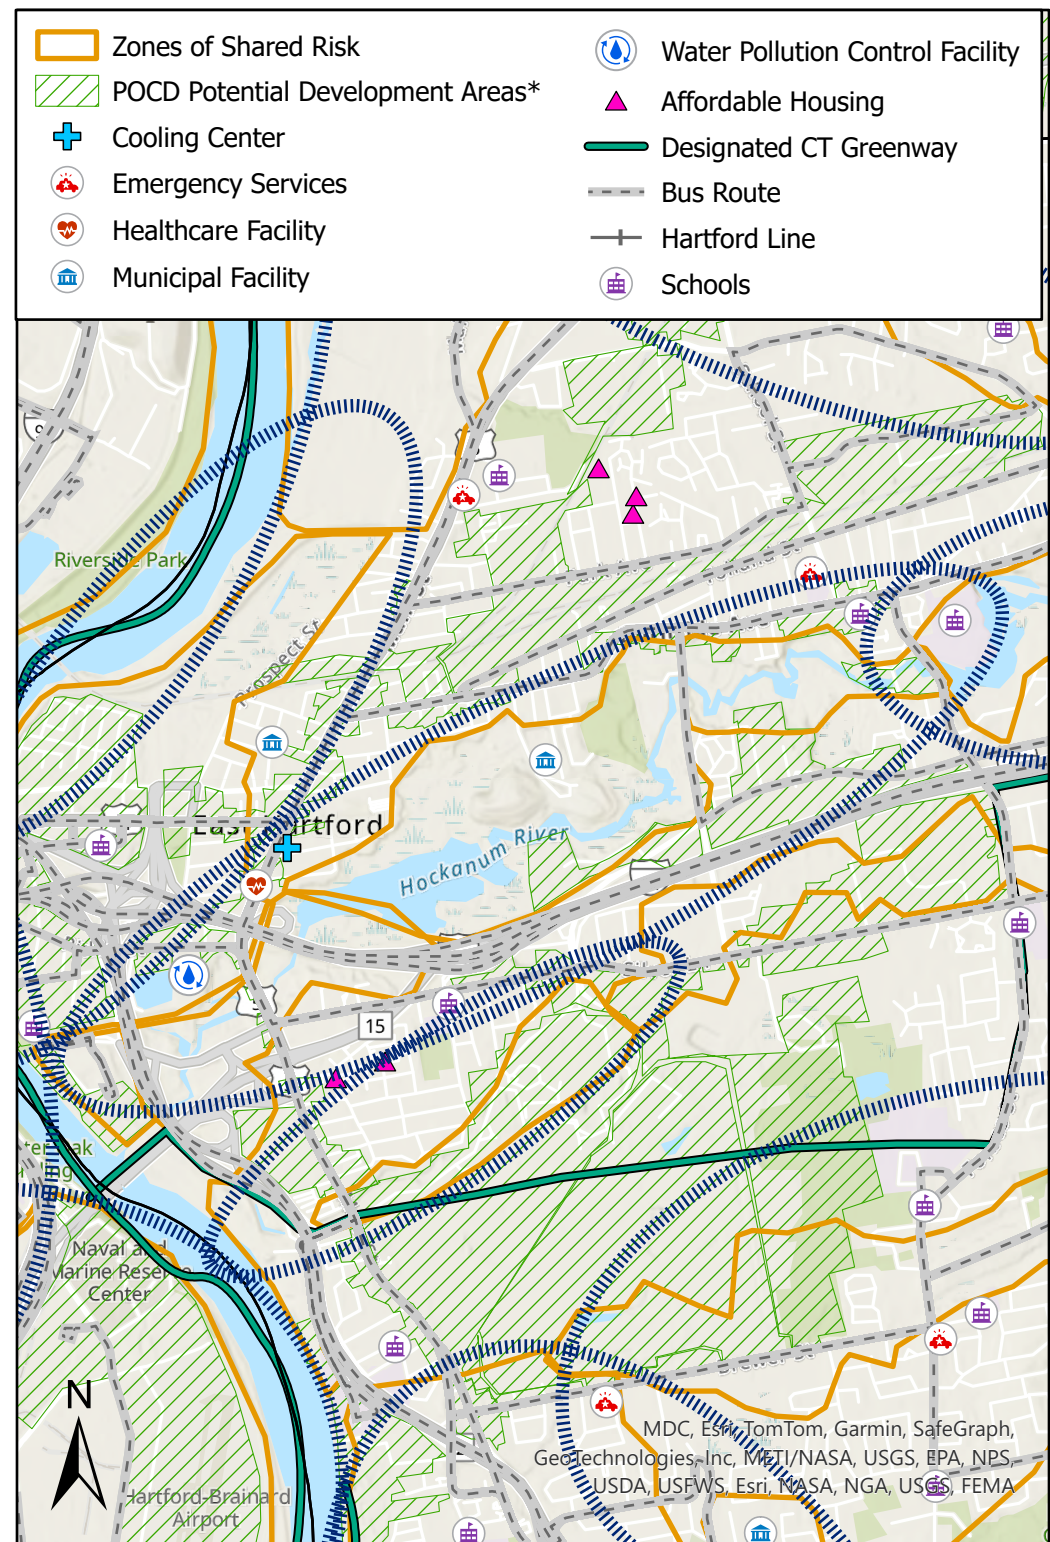 Zones of Shared Risk
POCD Potential Development Areas*
Cooling Center
Emergency Services
Healthcare Facility
Municipal Facility
Water Pollution Control Facility
Affordable Housing
Designated CT Greenway
Bus Route
Hartford Line
Schools
Riverside Park
Prospect St
East Hartford
Hockanum River
15
Naval and
Marine Reserve
Center
N
Hartford-Brainard
Airport
MDC, Esri, TomTom, Garmin, SafeGraph,
GeoTechnologies, Inc, METI/NASA, USGS, EPA, NPS,
USDA, USFWS, Esri, NASA, NGA, USGS, FEMA